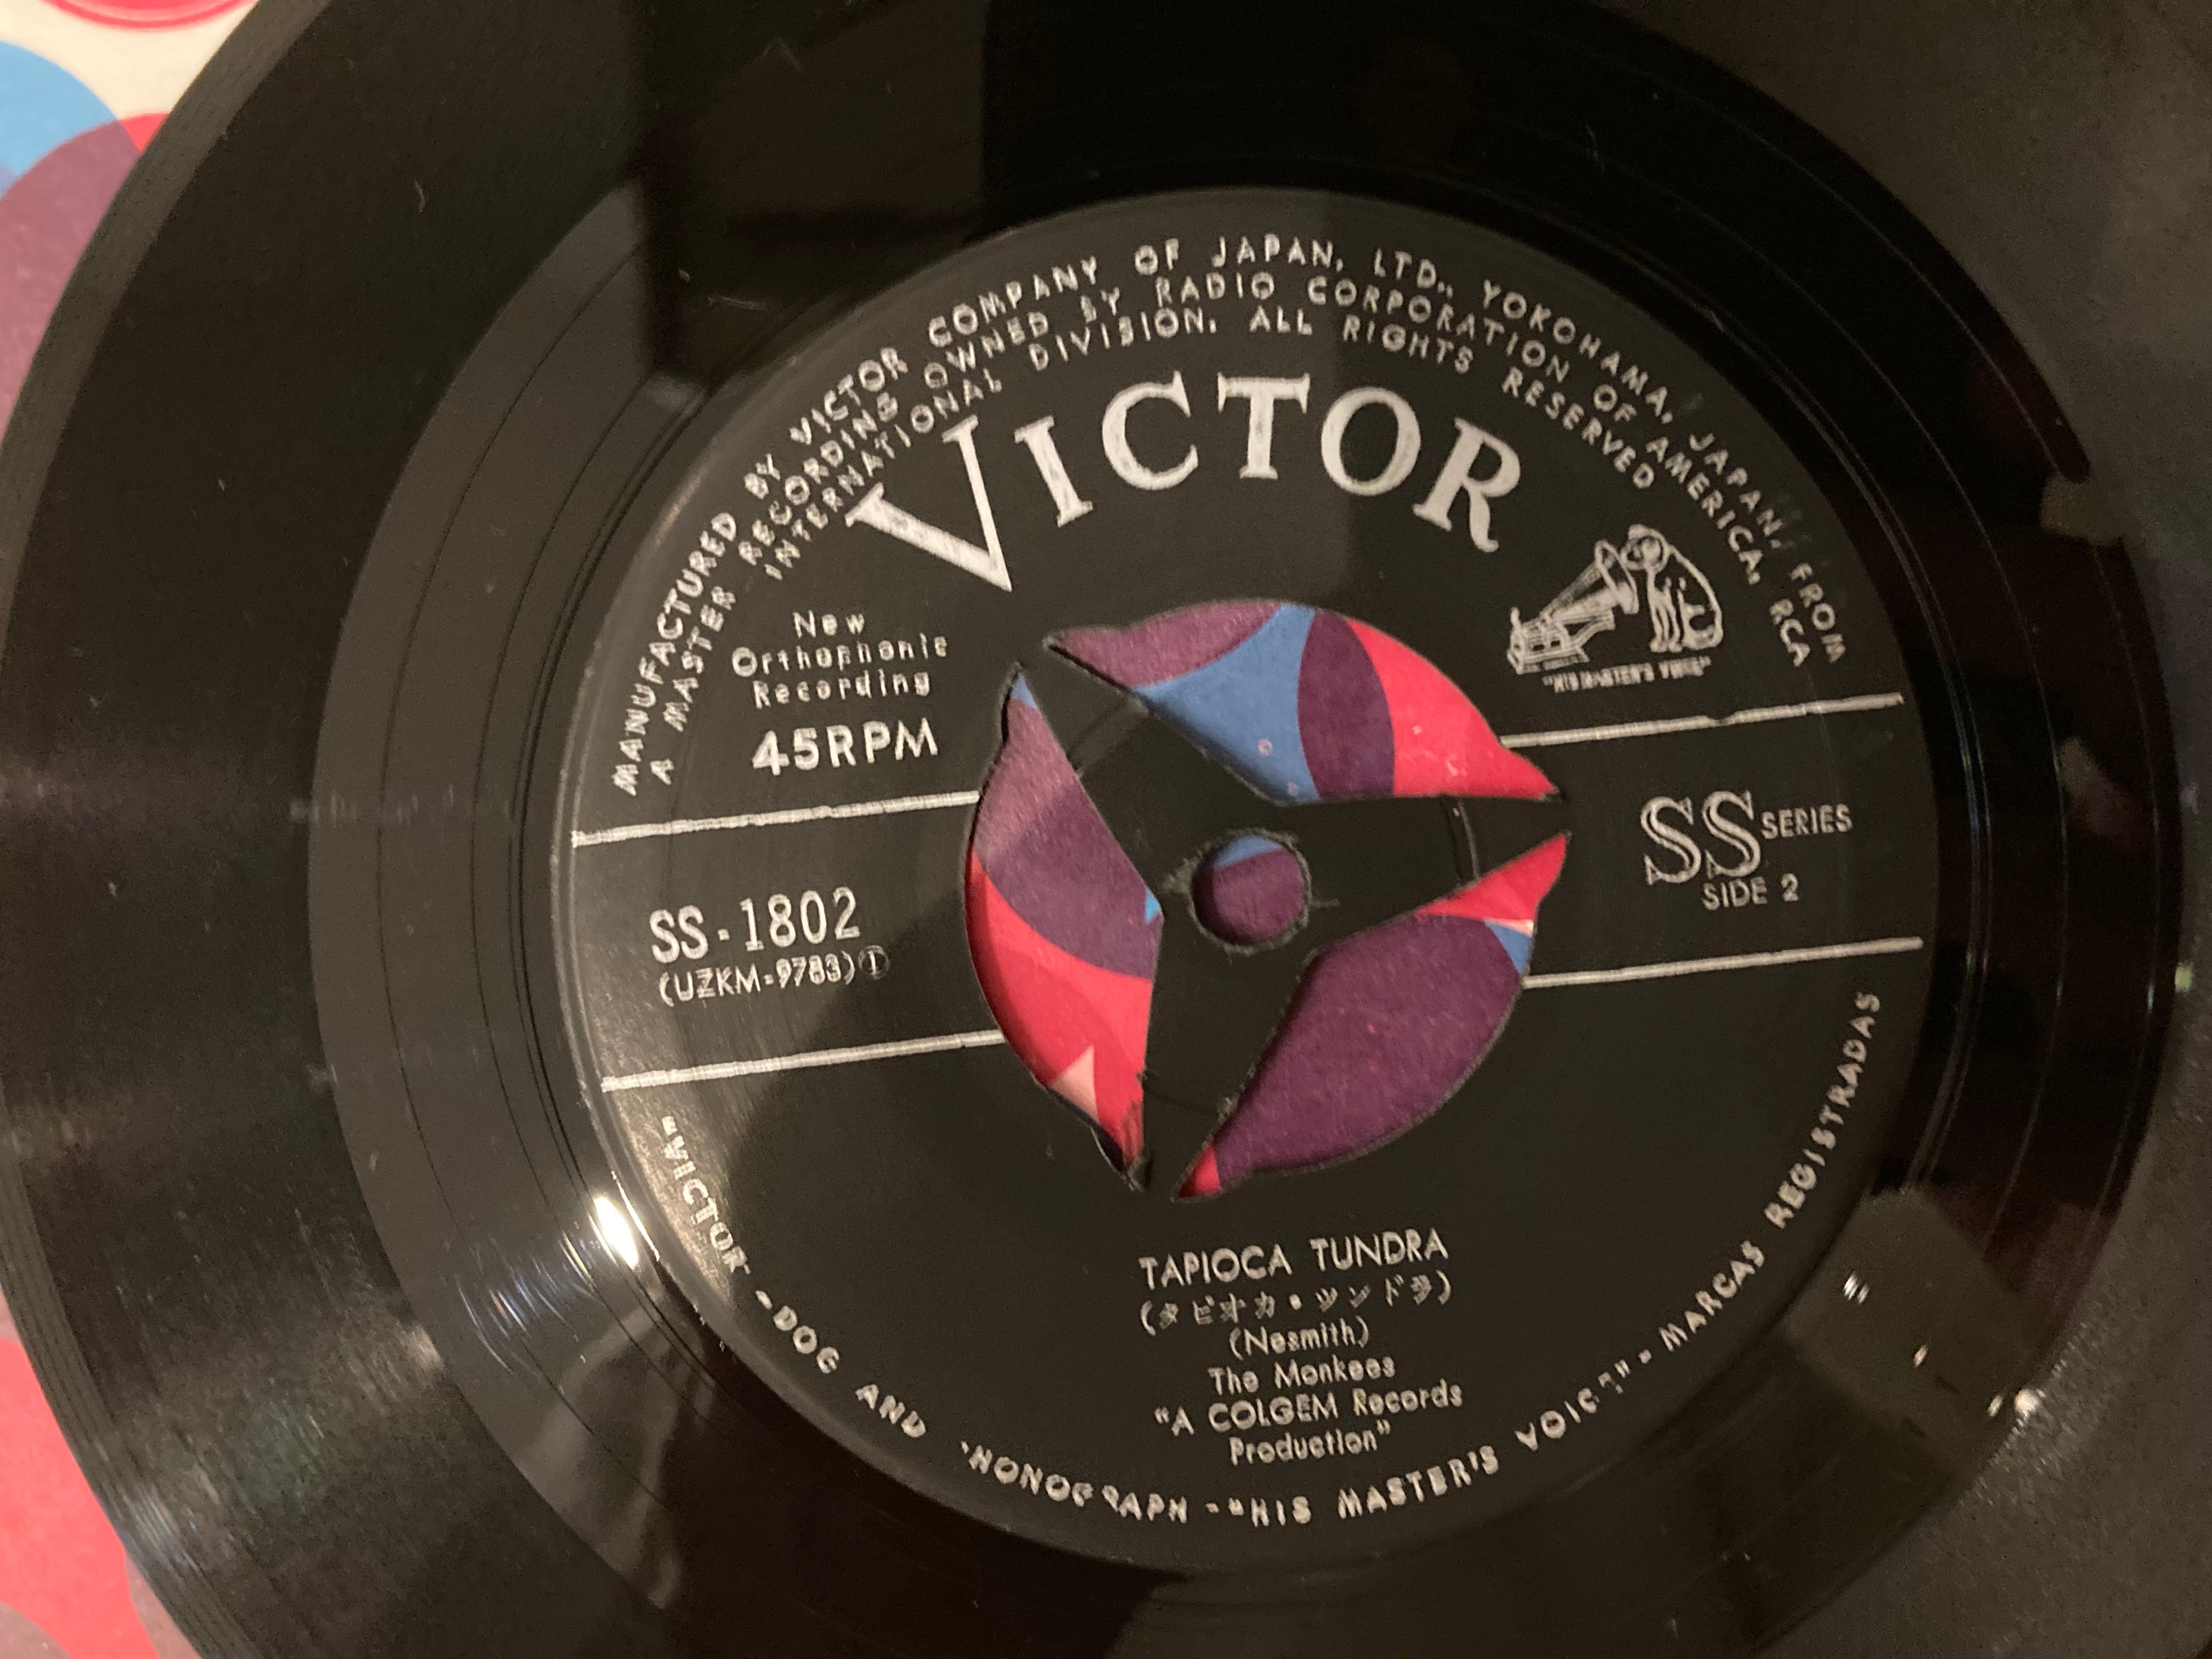 MANUFACTURED BY VICTOR COMPANY OF JAPAN, LTD., YOKOHAMA, JAPAN, FROM
A MASTER RECORDING OWNED BY RADIO CORPORATION OF AMERICA, RCA
INTERNATIONAL DIVISION. ALL RIGHTS RESERVED
VICTOR
"HIS MASTER'S VOICE"
New
Orthophonic
Recording
45RPM
SS SERIES
SIDE 2
SS-1802
(UZKM-9783)①
TAPIOCA TUNDRA
(タピオカ・ツンドラ)
(Nesmith)
The Monkees
"A COLGEM Records
Production"
"VICTOR"-DOG AND PHONOGRAPH-"HIS MASTER'S VOICE"-MARCAS REGISTRADAS